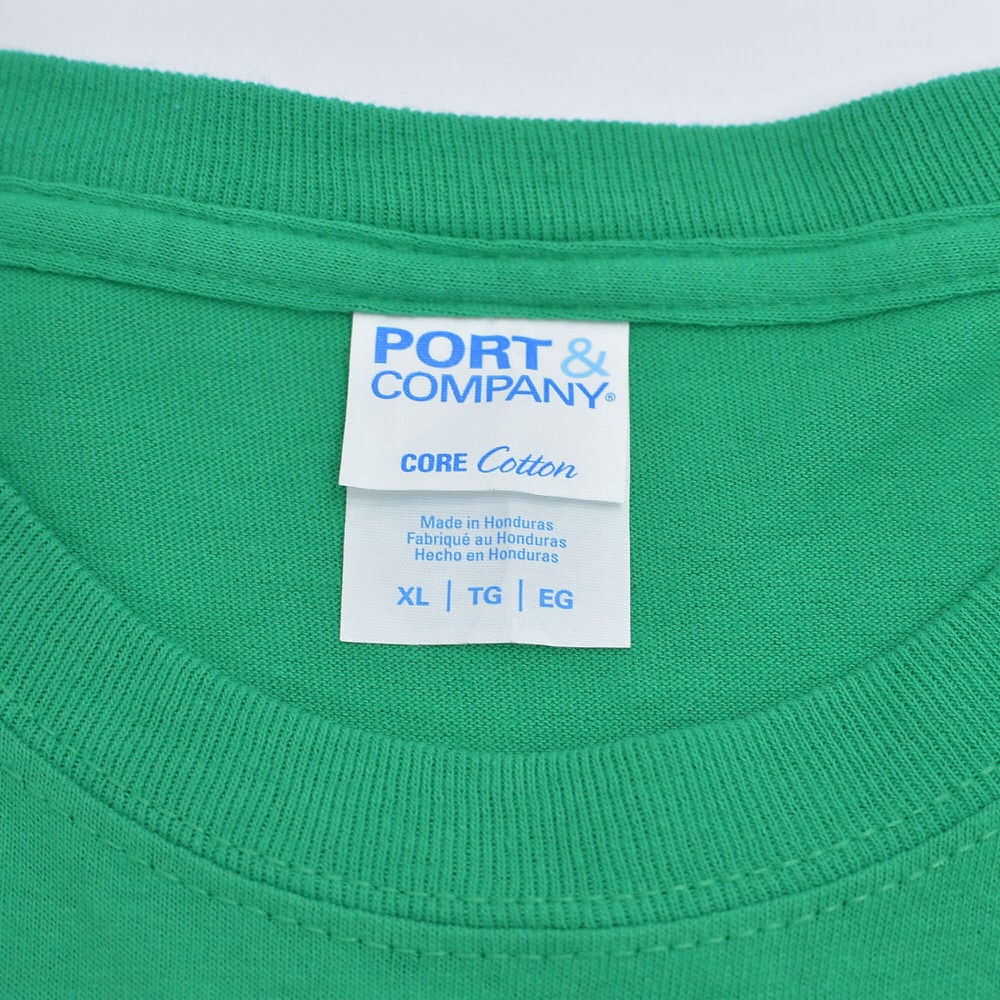 PORT &
COMPANY®
CORE Cotton
Made in Honduras
Fabriqué au Honduras
Hecho en Honduras
XL | TG | EG